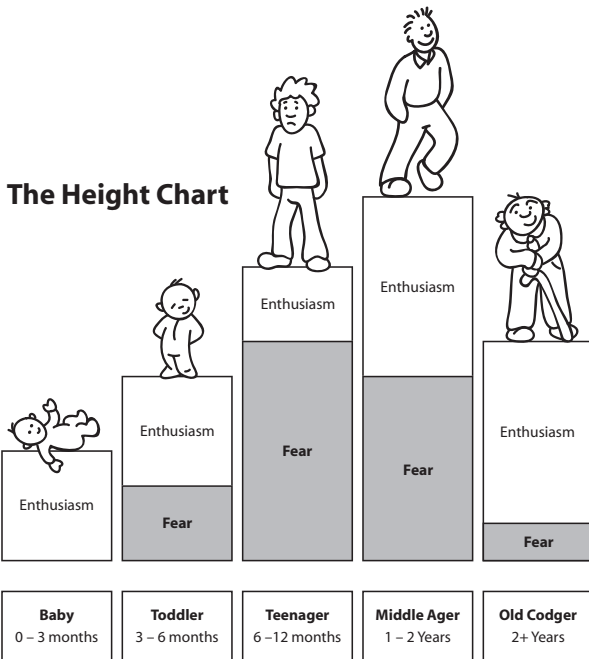 The Height Chart
Enthusiasm
Enthusiasm
Fear
Enthusiasm
Fear
Enthusiasm
Fear
Enthusiasm
Fear
Baby
0 – 3 months
Toddler
3 – 6 months
Teenager
6 –12 months
Middle Ager
1 – 2 Years
Old Codger
2+ Years